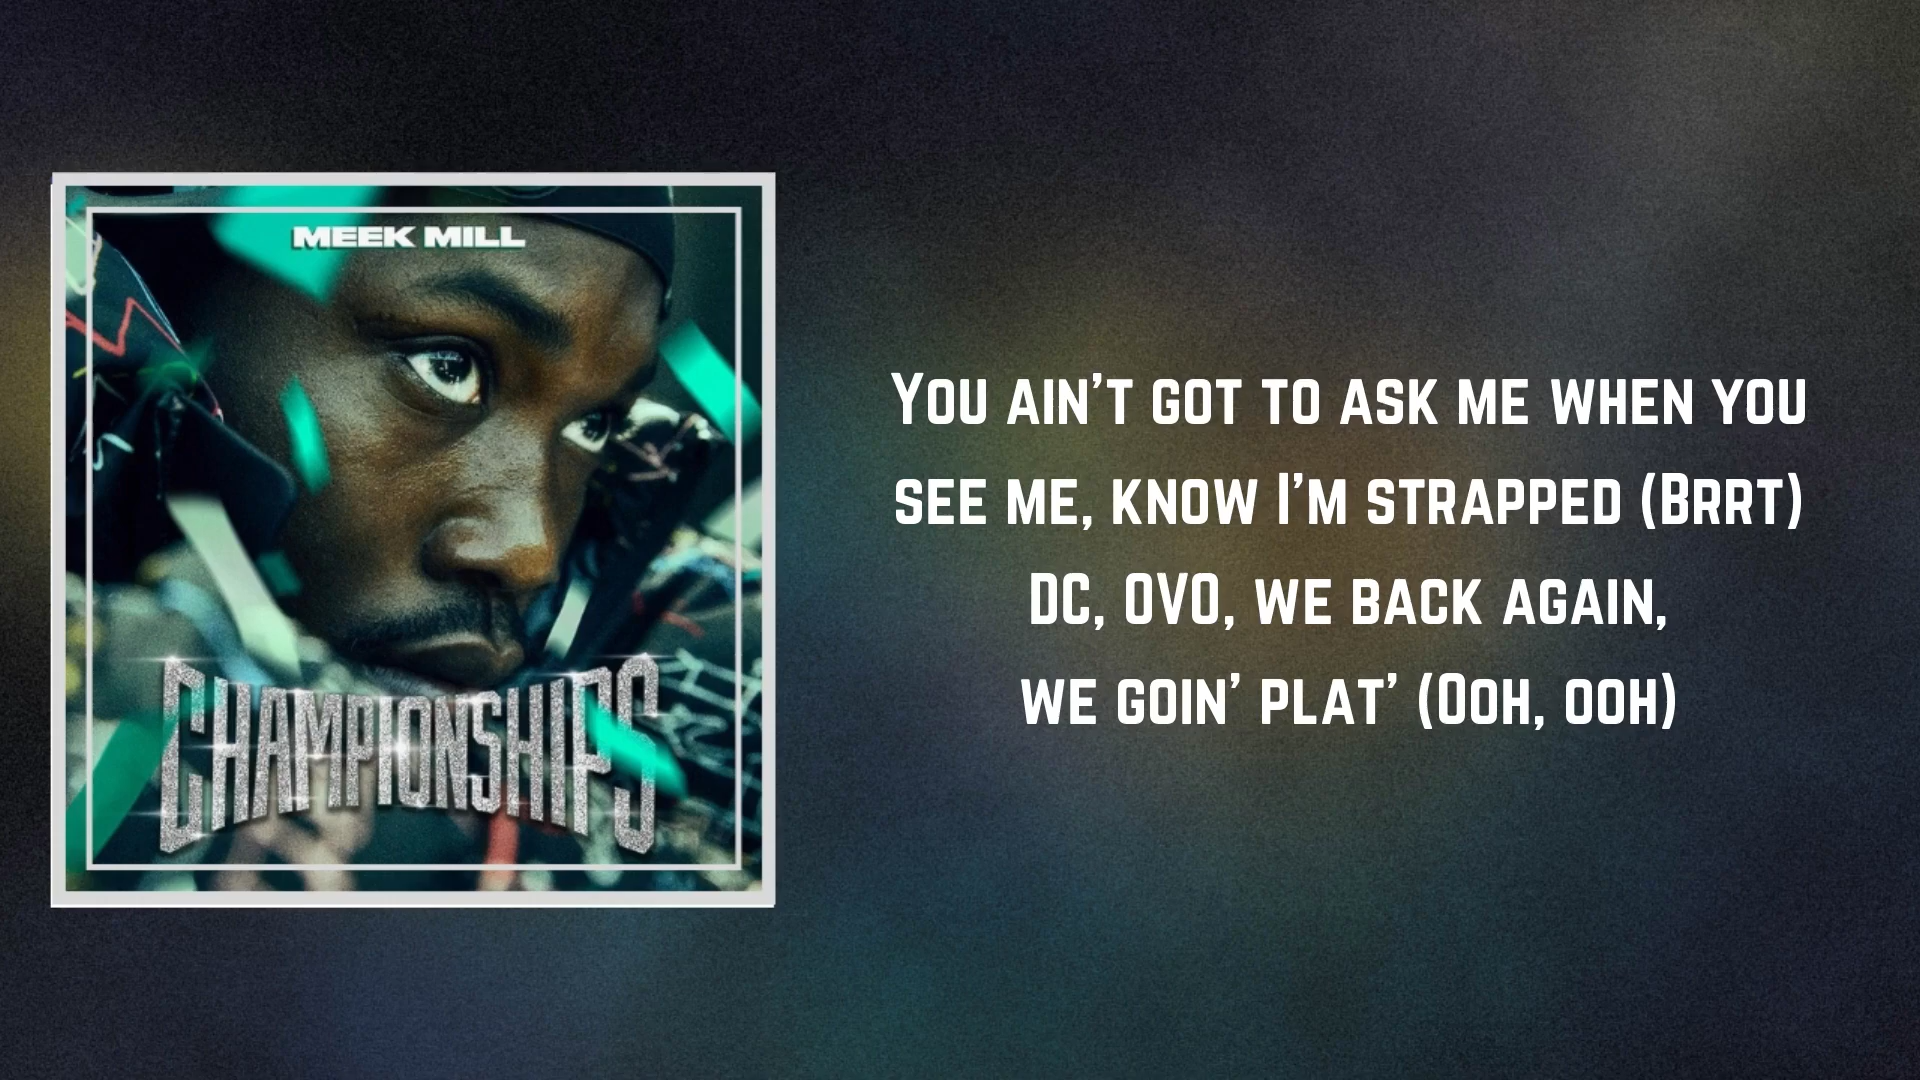 MEEK MILL
CHAMPIONSHIPS
You ain't got to ask me when you
see me, know I'm strapped (Brrt)
DC, OVO, we back again,
we goin' plat' (Ooh, ooh)